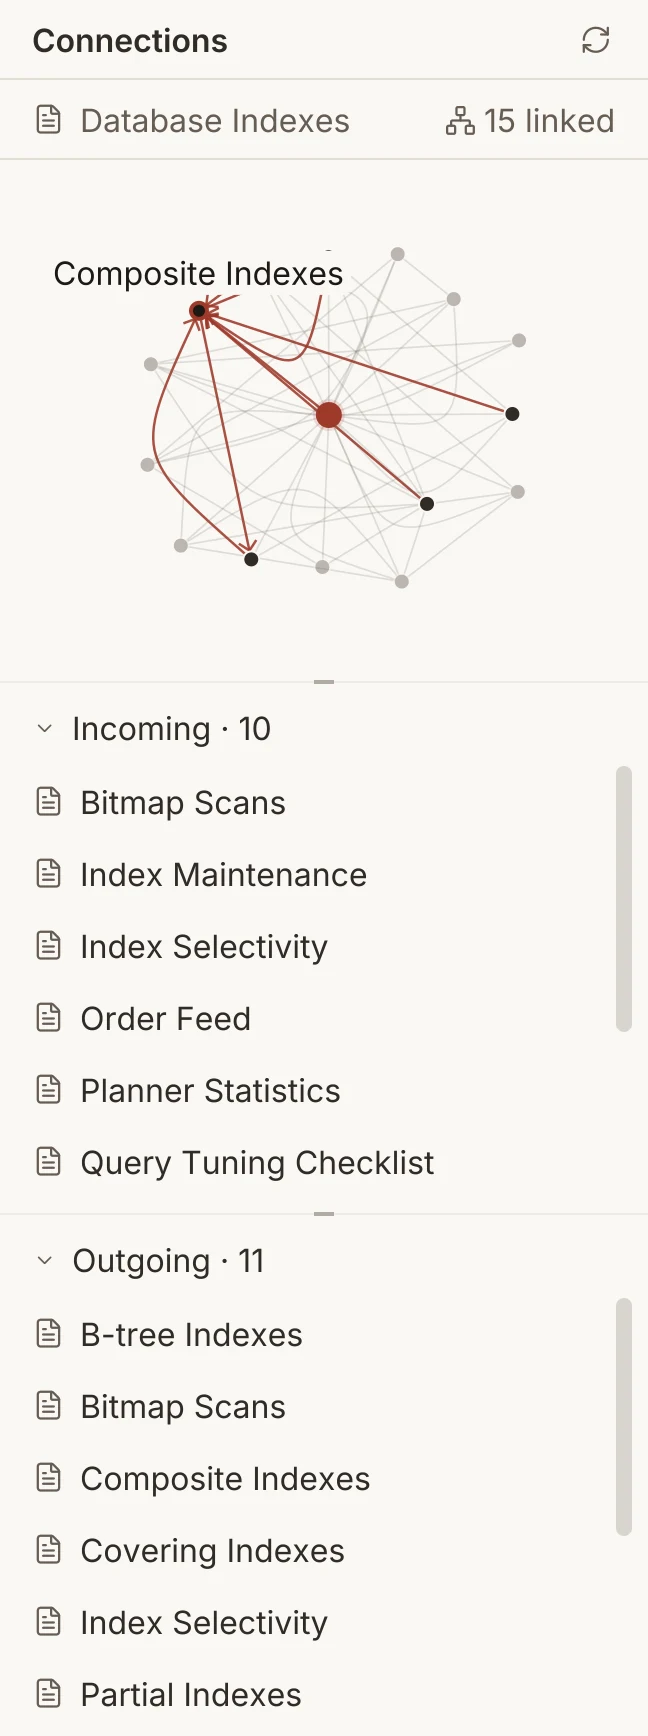 Connections
Database Indexes
15 linked
Composite Indexes
Incoming · 10
Bitmap Scans
Index Maintenance
Index Selectivity
Order Feed
Planner Statistics
Query Tuning Checklist
Outgoing · 11
B-tree Indexes
Bitmap Scans
Composite Indexes
Covering Indexes
Index Selectivity
Partial Indexes